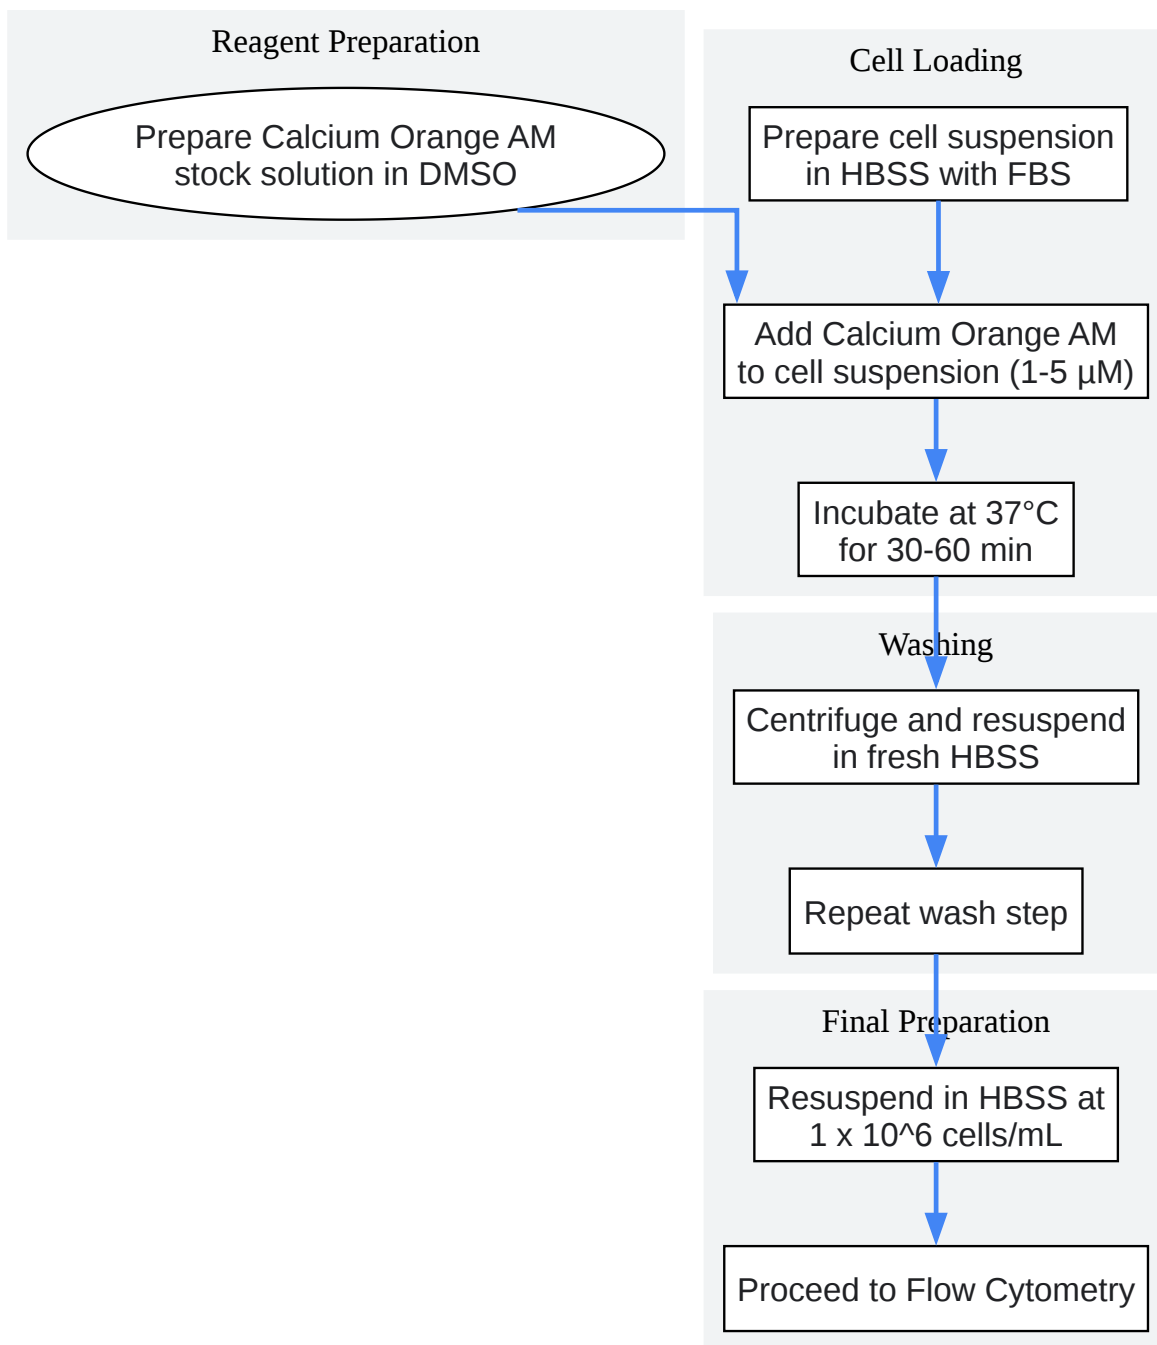 Reagent Preparation
Prepare Calcium Orange AM
stock solution in DMSO
Cell Loading
Prepare cell suspension
in HBSS with FBS
Add Calcium Orange AM
to cell suspension (1-5 µM)
Incubate at 37°C
for 30-60 min
Washing
Centrifuge and resuspend
in fresh HBSS
Repeat wash step
Final Preparation
Resuspend in HBSS at
1 x 10^6 cells/mL
Proceed to Flow Cytometry